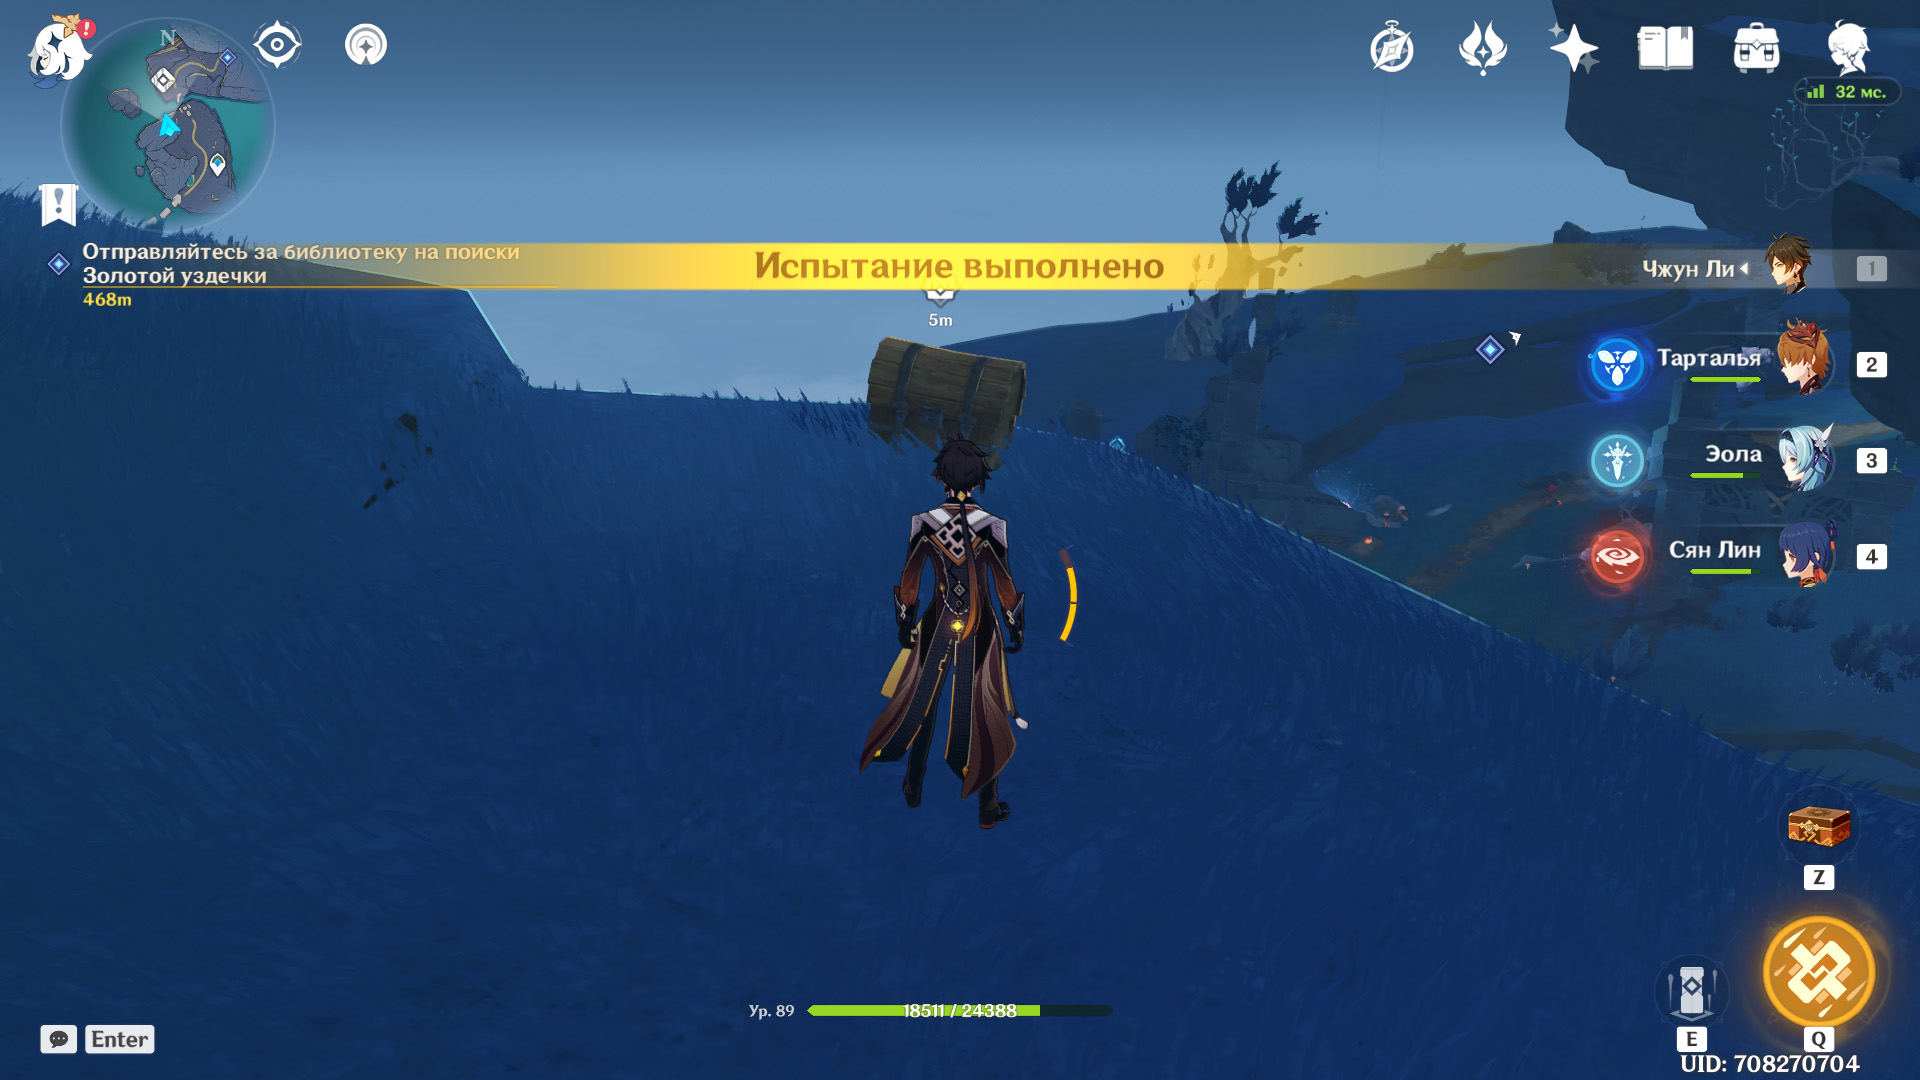 N
32 мс.
Отправляйтесь за библиотеку на поиски
Золотой уздечки
468m
Испытание выполнено
5m
Чжун Ли
1
Тарталья
2
Эола
3
Сян Лин
4
Z
Ур. 89
18511 / 24388
Enter
E
Q
UID: 708270704